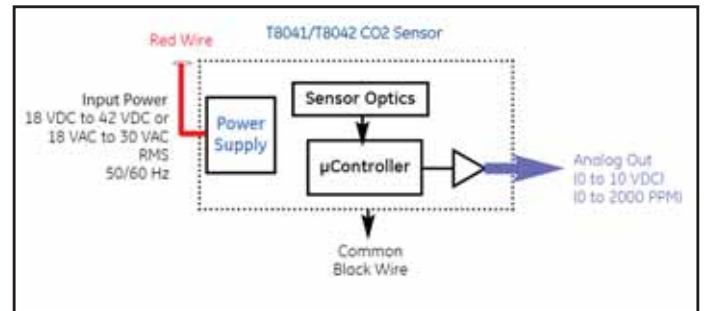 T8041/T8042 CO2 Sensor
Red Wire
Input Power
18 VDC to 42 VDC or
18 VAC to 30 VAC
RMS
50/60 Hz
Power
Supply
Sensor Optics
µController
Analog Out
(0 to 10 VDC)
(0 to 2000 PPM)
Common
Block Wire